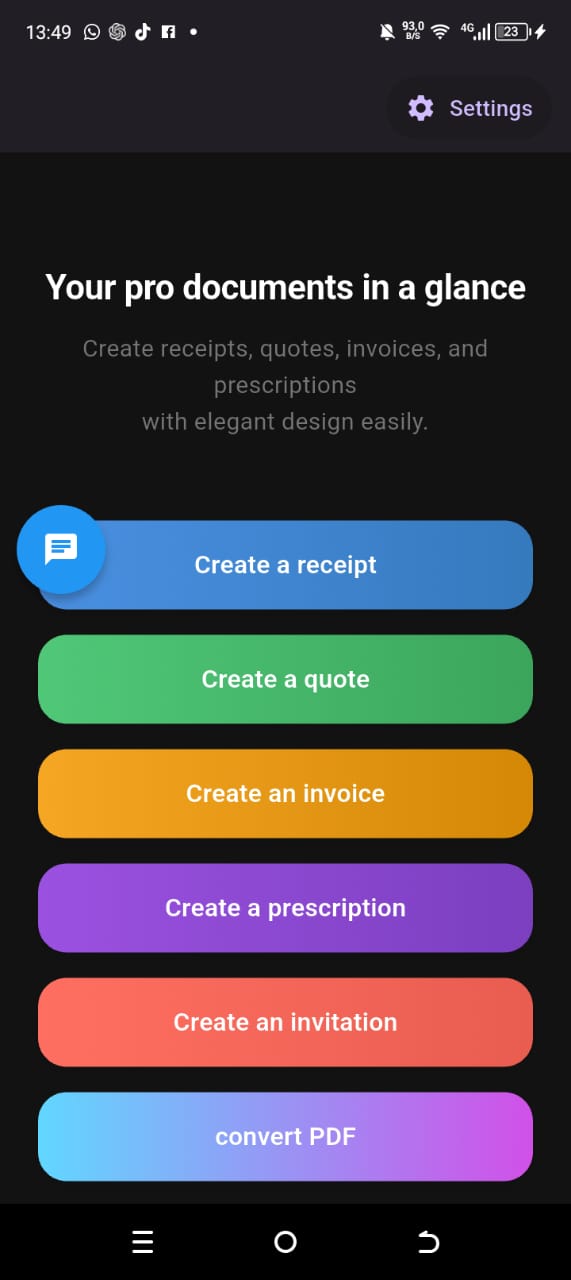 13:49 93,0 B/S 4G 23
Settings
Your pro documents in a glance
Create receipts, quotes, invoices, and
prescriptions
with elegant design easily.
Create a receipt
Create a quote
Create an invoice
Create a prescription
Create an invitation
convert PDF